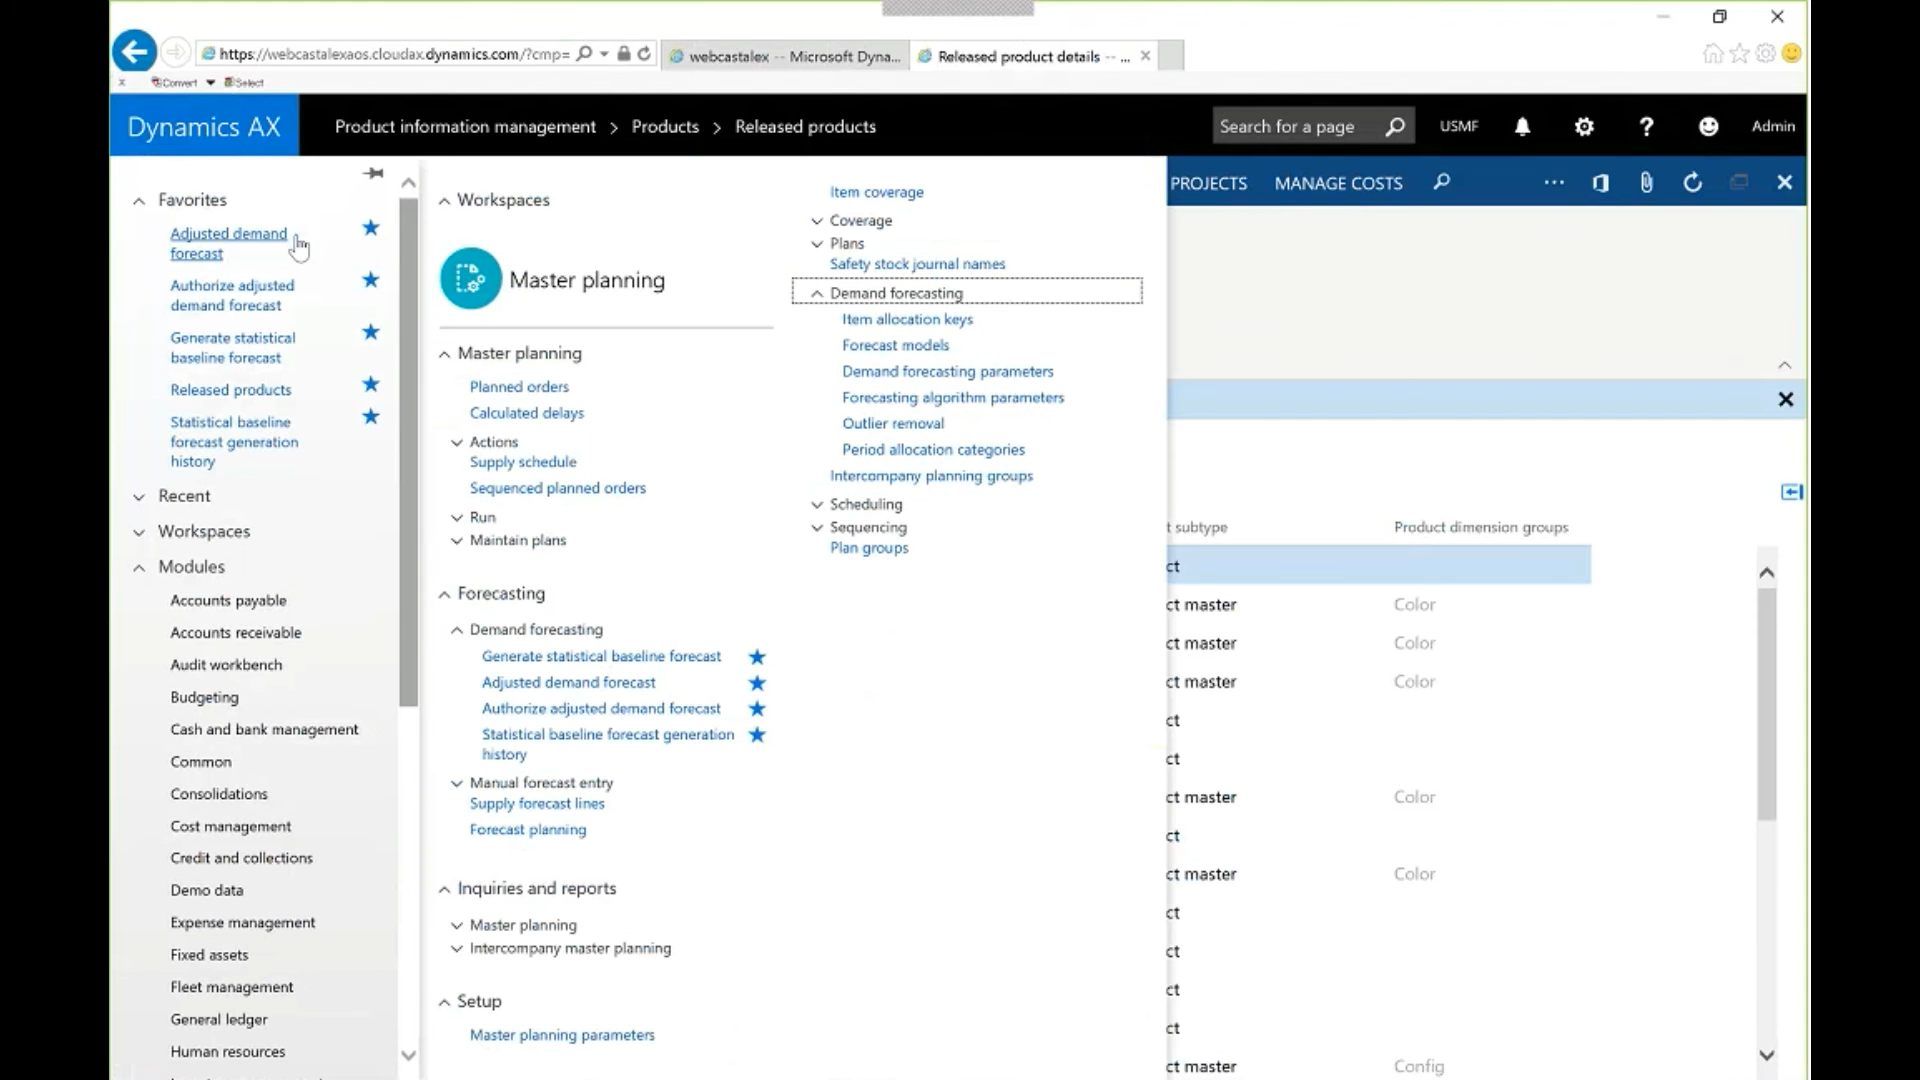 https://webcastalexaos.cloudax.dynamics.com/?cmp=
webcastalex -- Microsoft Dyna...
Released product details -- ...
Convert
Select
Dynamics AX
Product information management > Products > Released products
Search for a page
USMF
Admin
PROJECTS
MANAGE COSTS
Favorites
Adjusted demand
forecast
Authorize adjusted
demand forecast
Generate statistical
baseline forecast
Released products
Statistical baseline
forecast generation
history
Recent
Workspaces
Modules
Accounts payable
Accounts receivable
Audit workbench
Budgeting
Cash and bank management
Common
Consolidations
Cost management
Credit and collections
Demo data
Expense management
Fixed assets
Fleet management
General ledger
Human resources
Workspaces
Master planning
Master planning
Planned orders
Calculated delays
Actions
Supply schedule
Sequenced planned orders
Run
Maintain plans
Forecasting
Demand forecasting
Generate statistical baseline forecast
Adjusted demand forecast
Authorize adjusted demand forecast
Statistical baseline forecast generation
history
Manual forecast entry
Supply forecast lines
Forecast planning
Inquiries and reports
Master planning
Intercompany master planning
Setup
Master planning parameters
Item coverage
Coverage
Plans
Safety stock journal names
Demand forecasting
Item allocation keys
Forecast models
Demand forecasting parameters
Forecasting algorithm parameters
Outlier removal
Period allocation categories
Intercompany planning groups
Scheduling
Sequencing
Plan groups
t subtype
Product dimension groups
ct
ct master
Color
ct master
Color
ct master
Color
ct
ct
ct master
Color
ct
ct master
Color
ct
ct
ct
ct
ct master
Config